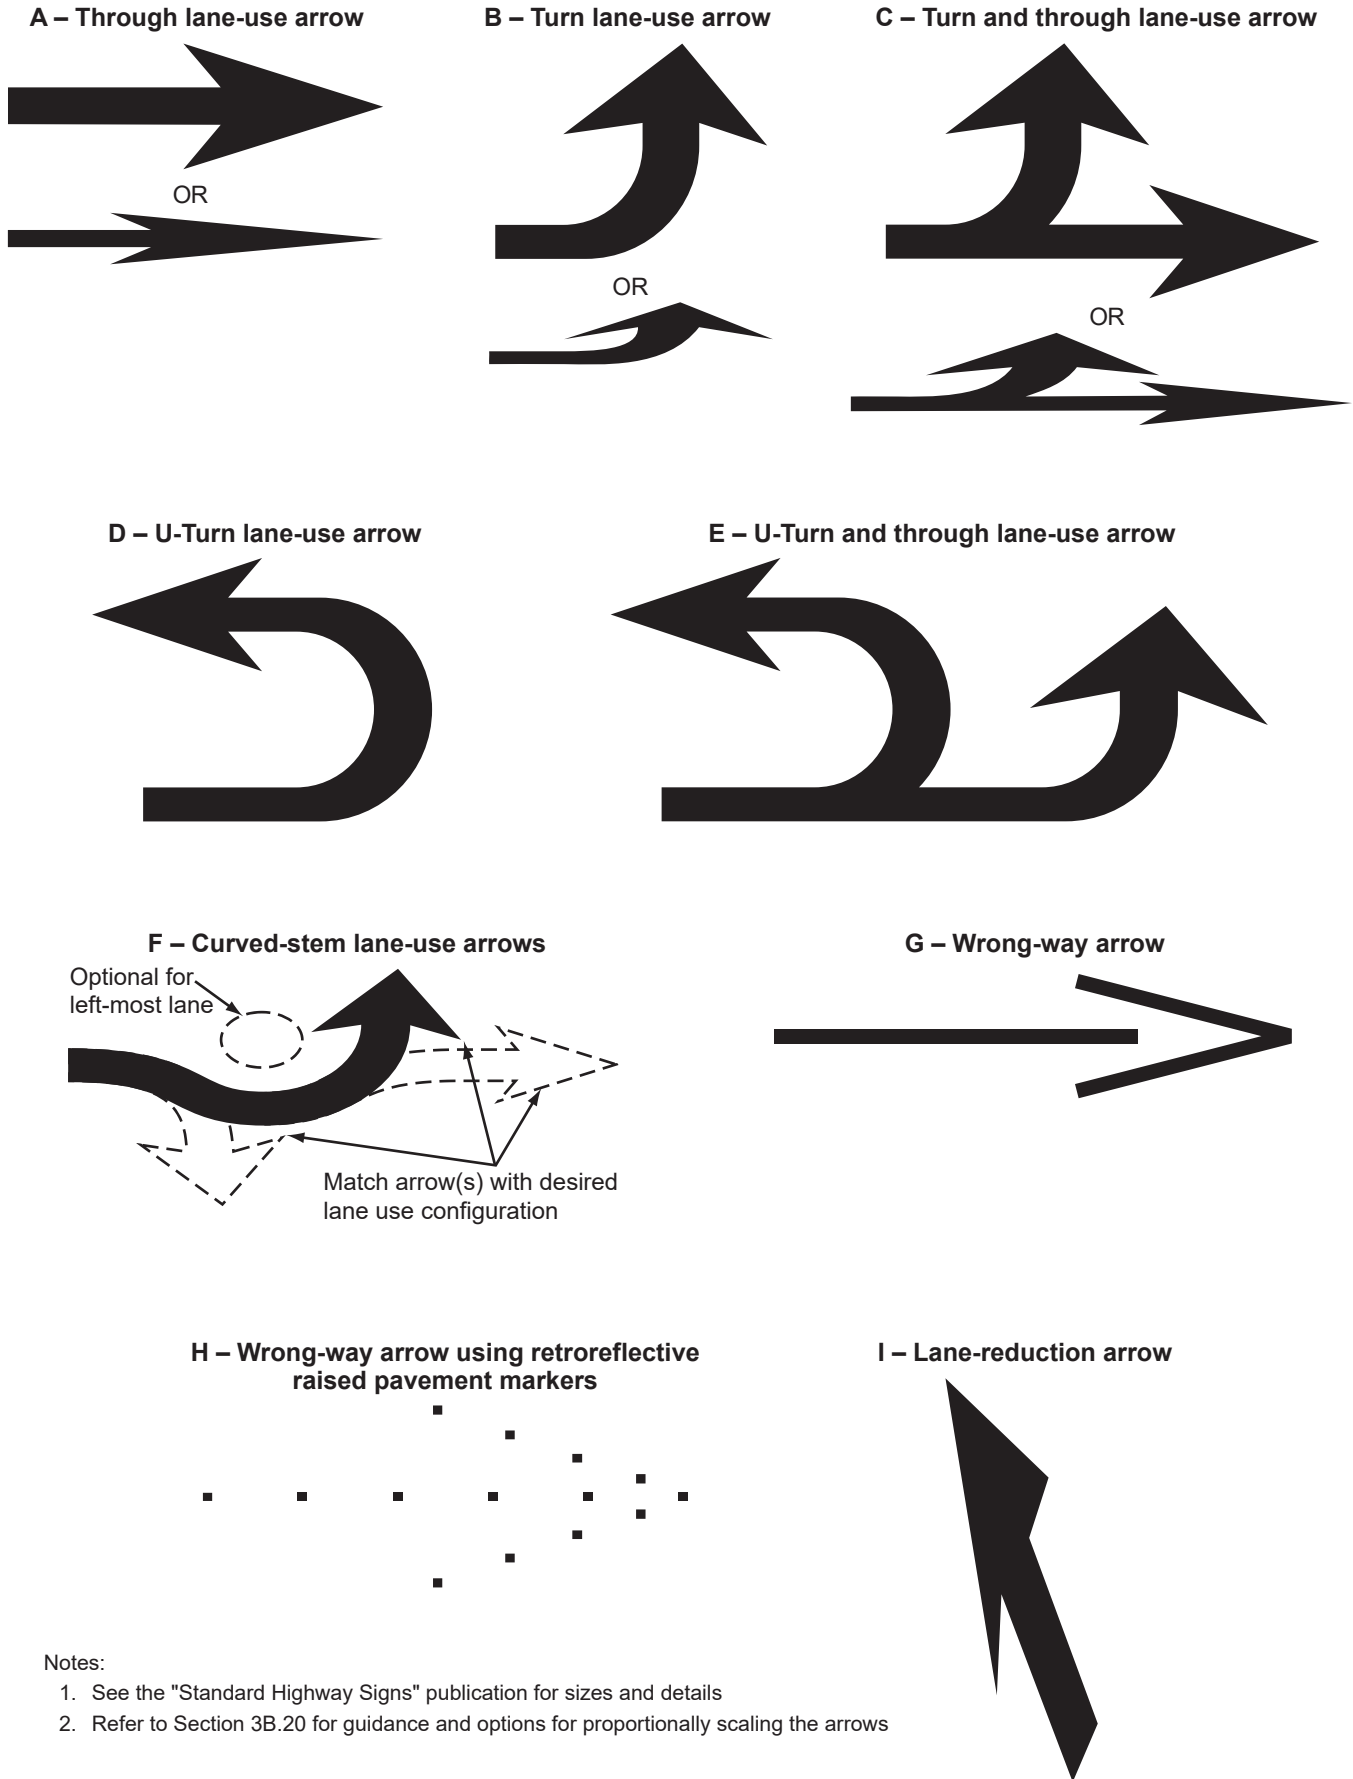 A – Through lane-use arrow
B – Turn lane-use arrow
C – Turn and through lane-use arrow
OR
OR
OR
D – U-Turn lane-use arrow
E – U-Turn and through lane-use arrow
F – Curved-stem lane-use arrows
Optional for
left-most lane
Match arrow(s) with desired
lane use configuration
G – Wrong-way arrow
H – Wrong-way arrow using retroreflective
raised pavement markers
I – Lane-reduction arrow
Notes:
1. See the "Standard Highway Signs" publication for sizes and details
2. Refer to Section 3B.20 for guidance and options for proportionally scaling the arrows